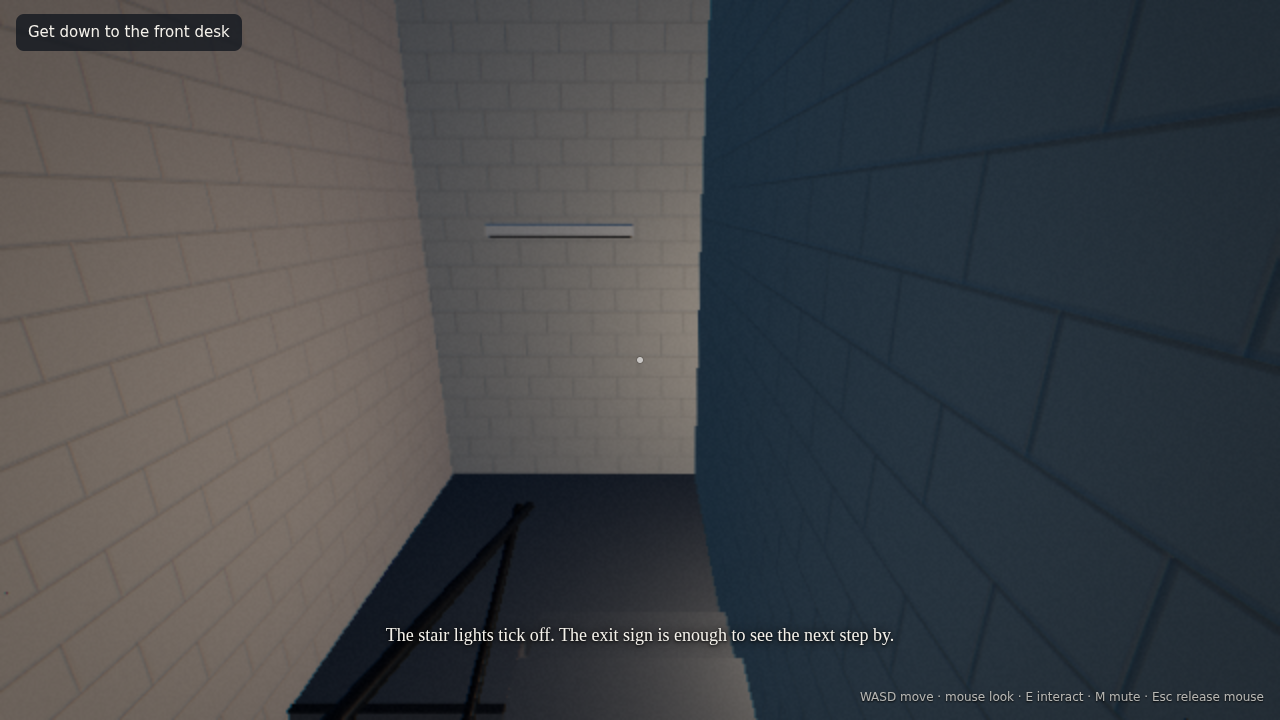 Get down to the front desk
The stair lights tick off. The exit sign is enough to see the next step by.
WASD move · mouse look · E interact · M mute · Esc release mouse